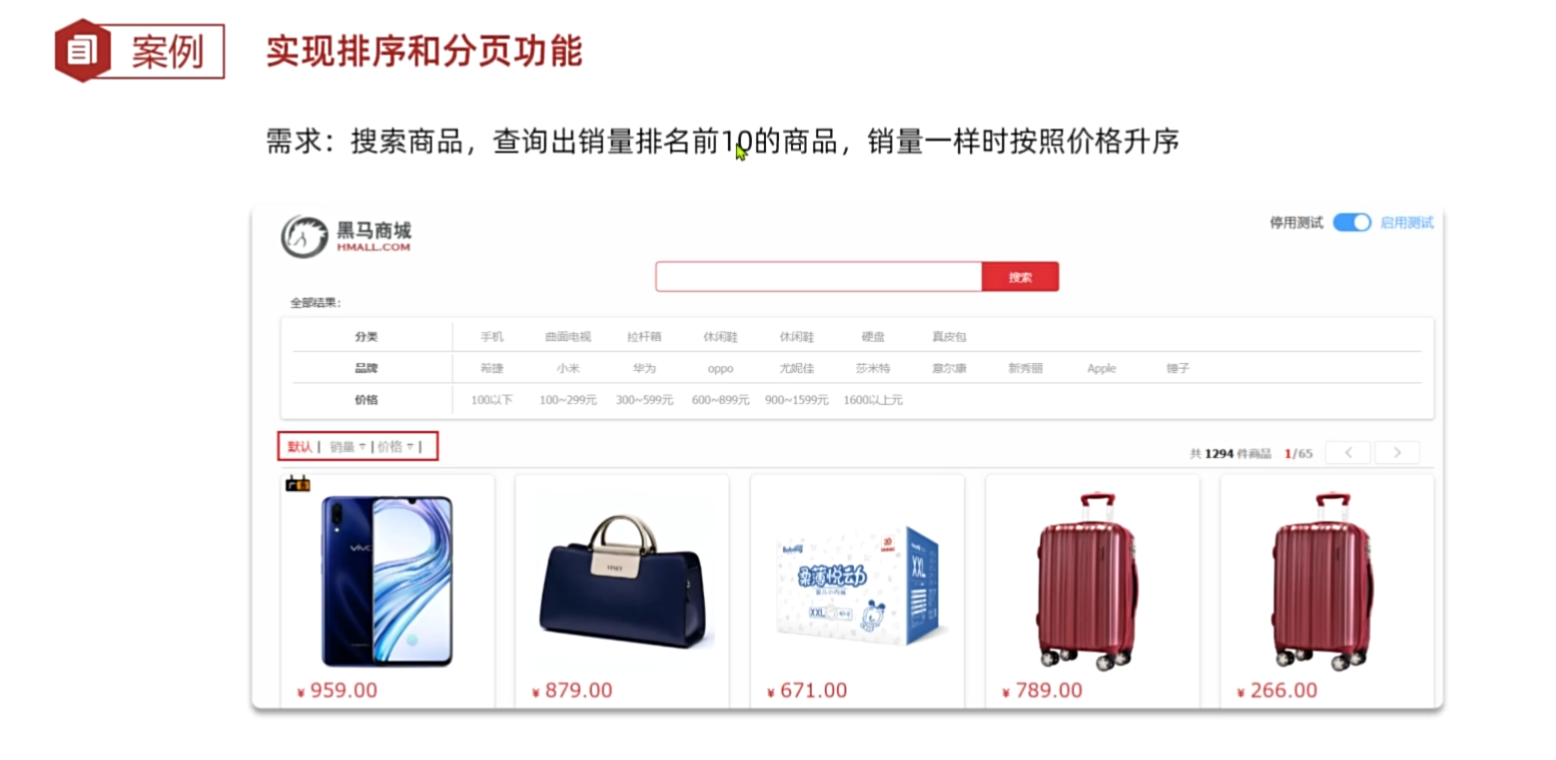 案例
实现排序和分页功能
需求：搜索商品，查询出销量排名前10的商品，销量一样时按照价格升序
黑马商城
HMALL.COM
停用测试 启用测试
搜索
全部结果：
分类 手机 曲面电视 拉杆箱 休闲鞋 休闲鞋 硬盘 真皮包
品牌 希捷 小米 华为 oppo 尤妮佳 莎米特 意尔康 新秀丽 Apple 锤子
价格 100以下 100~299元 300~599元 600~899元 900~1599元 1600以上元
默认 | 销量 | 价格 |
共 1294 件商品 1/65
vivo
柔薄悦动
XXL
XXL
¥ 959.00
¥ 879.00
¥ 671.00
¥ 789.00
¥ 266.00